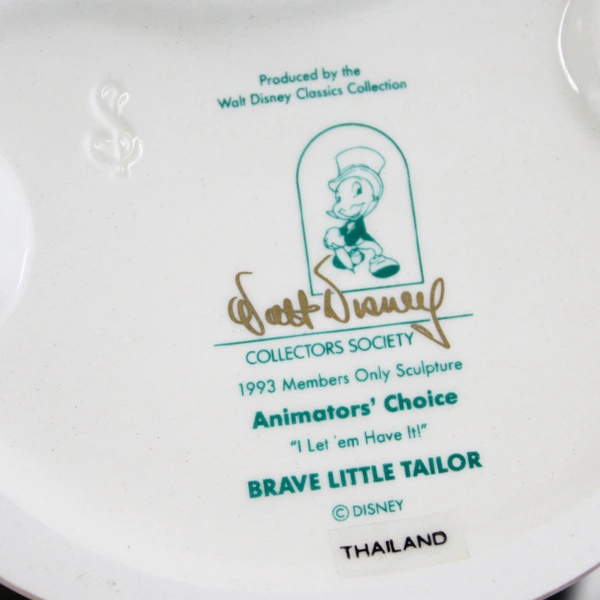 Produced by the
Walt Disney Classics Collection
Walt Disney
COLLECTORS SOCIETY
1993 Members Only Sculpture
Animators' Choice
"I Let 'em Have It!"
BRAVE LITTLE TAILOR
© DISNEY
THAILAND